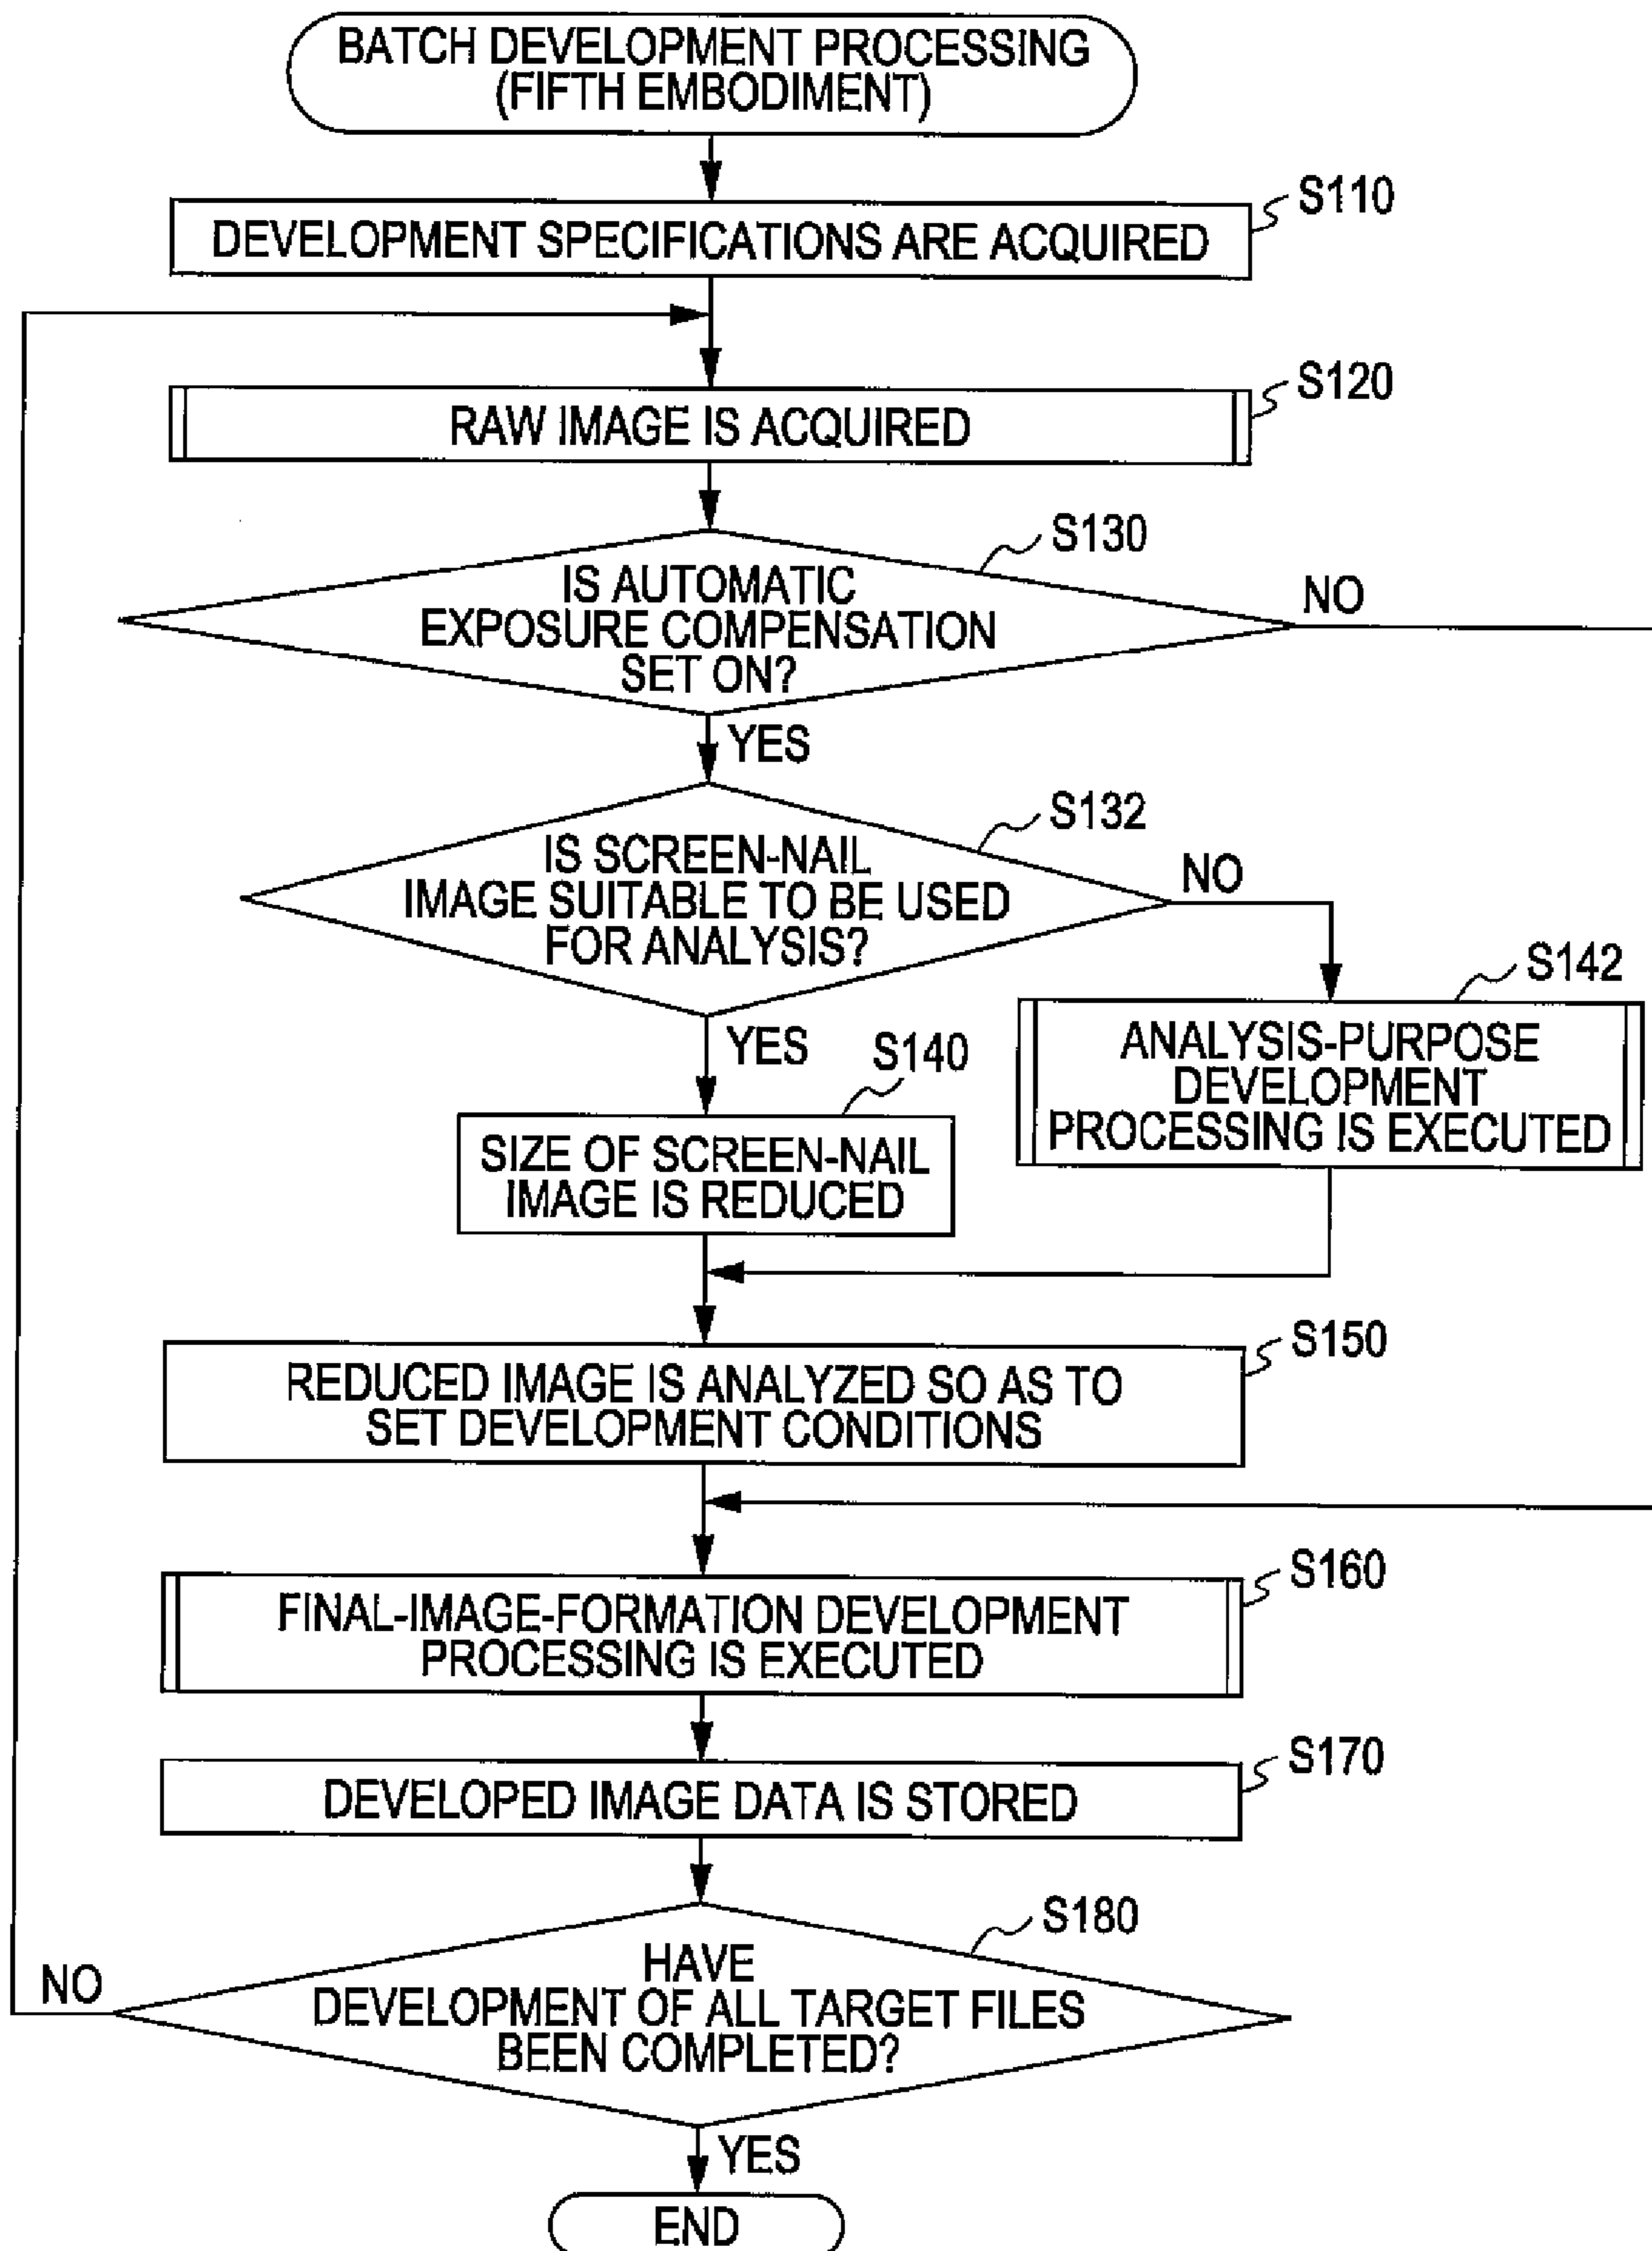 BATCH DEVELOPMENT PROCESSING
(FIFTH EMBODIMENT)
S110
DEVELOPMENT SPECIFICATIONS ARE ACQUIRED
S120
RAW IMAGE IS ACQUIRED
S130
IS AUTOMATIC
EXPOSURE COMPENSATION
SET ON?
NO
YES
S132
IS SCREEN-NAIL
IMAGE SUITABLE TO BE USED
FOR ANALYSIS?
NO
YES
S142
ANALYSIS-PURPOSE
DEVELOPMENT
PROCESSING IS EXECUTED
S140
SIZE OF SCREEN-NAIL
IMAGE IS REDUCED
S150
REDUCED IMAGE IS ANALYZED SO AS TO
SET DEVELOPMENT CONDITIONS
S160
FINAL-IMAGE-FORMATION DEVELOPMENT
PROCESSING IS EXECUTED
S170
DEVELOPED IMAGE DATA IS STORED
S180
HAVE
DEVELOPMENT OF ALL TARGET FILES
BEEN COMPLETED?
NO
YES
END